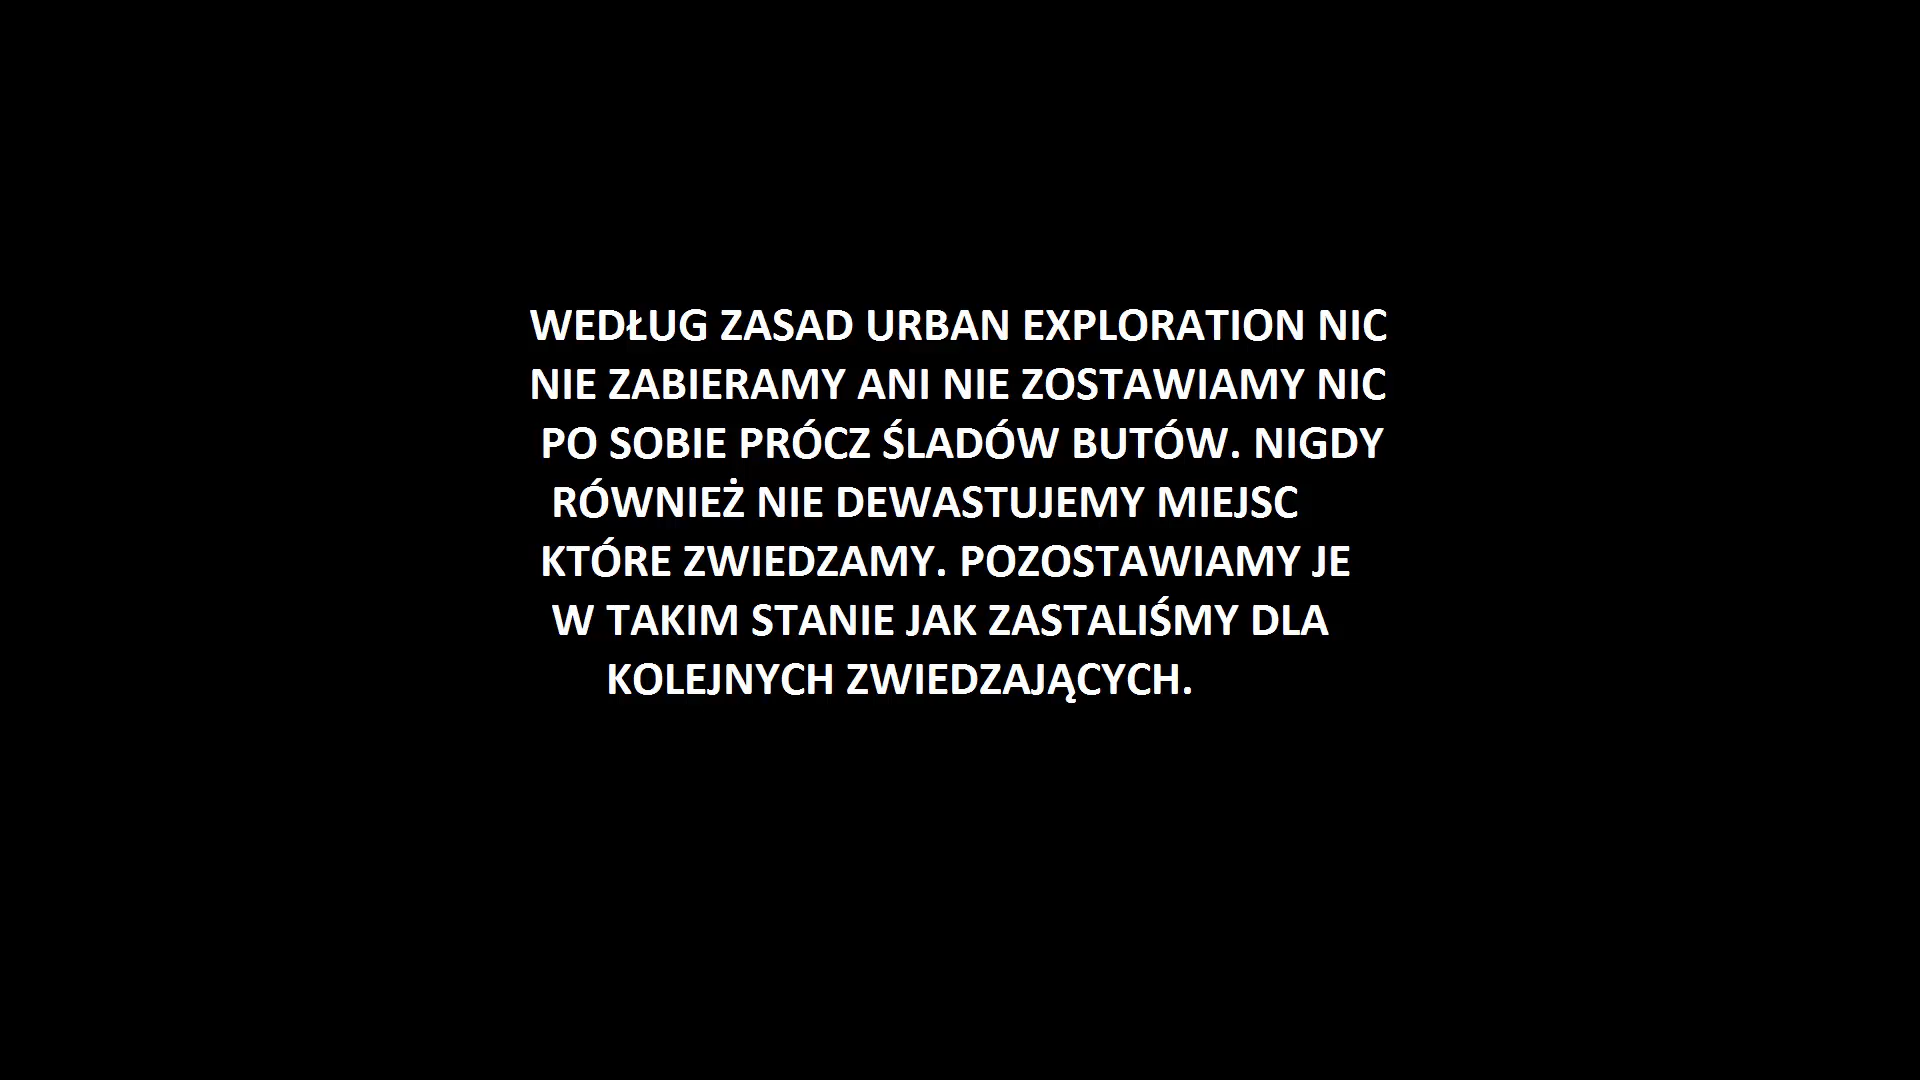 WEDŁUG ZASAD URBAN EXPLORATION NIC
NIE ZABIERAMY ANI NIE ZOSTAWIAMY NIC
PO SOBIE PRÓCZ ŚLADÓW BUTÓW. NIGDY
RÓWNIEŻ NIE DEWASTUJEMY MIEJSC
KTÓRE ZWIEDZAMY. POZOSTAWIAMY JE
W TAKIM STANIE JAK ZASTALIŚMY DLA
KOLEJNYCH ZWIEDZAJĄCYCH.